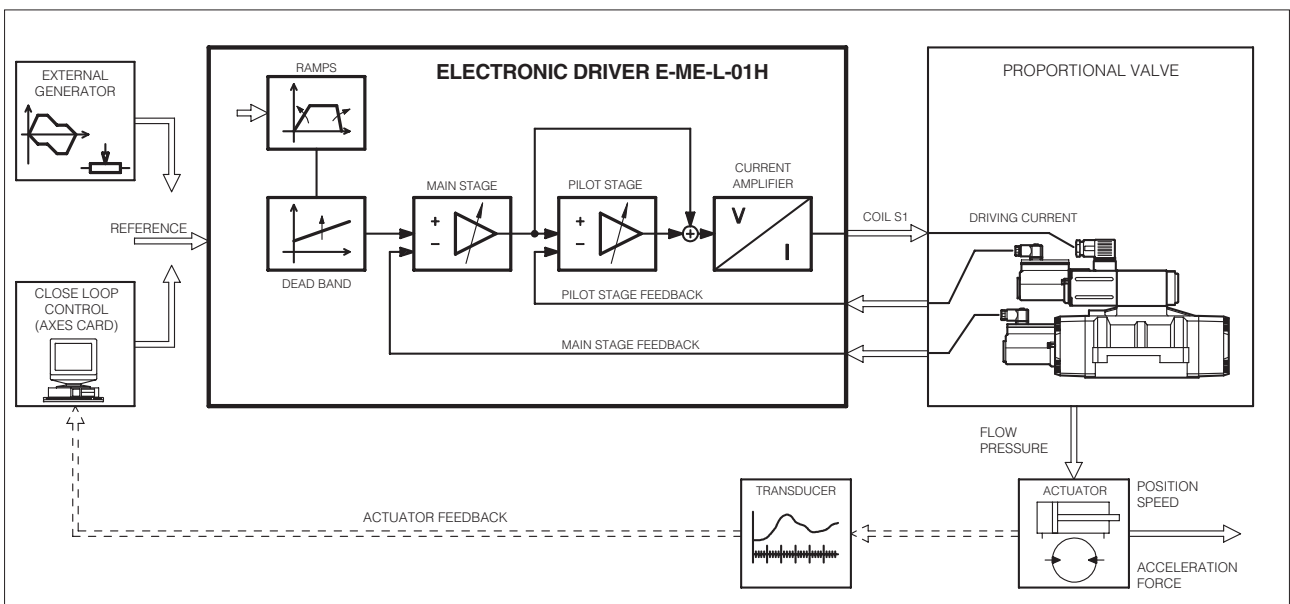 EXTERNAL
GENERATOR
REFERENCE
CLOSE LOOP
CONTROL
(AXES CARD)
ELECTRONIC DRIVER E-ME-L-01H
RAMPS
DEAD BAND
MAIN STAGE
+
−
PILOT STAGE
+
−
CURRENT
AMPLIFIER
V
I
PILOT STAGE FEEDBACK
MAIN STAGE FEEDBACK
COIL S1
PROPORTIONAL VALVE
DRIVING CURRENT
FLOW
PRESSURE
ACTUATOR
POSITION
SPEED
ACCELERATION
FORCE
TRANSDUCER
ACTUATOR FEEDBACK